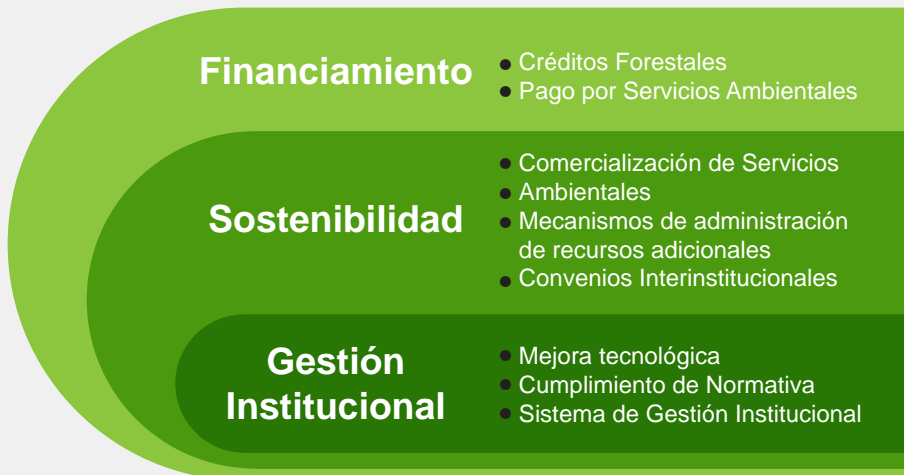 Financiamiento
● Créditos Forestales
● Pago por Servicios Ambientales
Sostenibilidad
● Comercialización de Servicios
● Ambientales
● Mecanismos de administración
de recursos adicionales
● Convenios Interinstitucionales
Gestión
Institucional
● Mejora tecnológica
● Cumplimiento de Normativa
● Sistema de Gestión Institucional